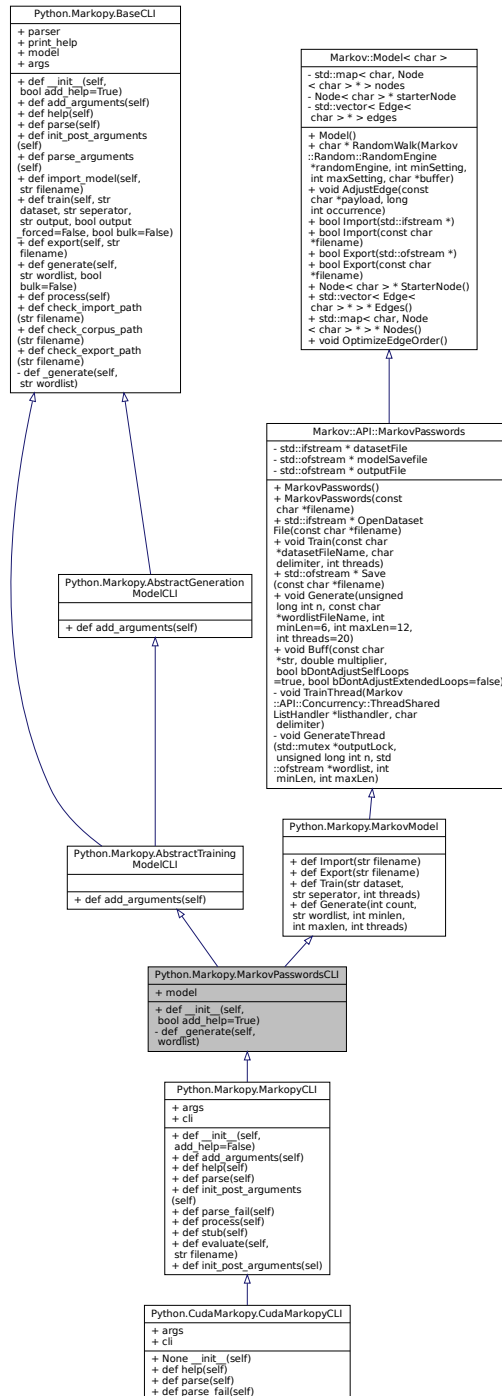 Python.Markopy.BaseCLI
+ parser
+ print_help
+ model
+ args
+ def __init__(self,
bool add_help=True)
+ def add_arguments(self)
+ def help(self)
+ def parse(self)
+ def init_post_arguments
(self)
+ def parse_arguments
(self)
+ def import_model(self,
str filename)
+ def train(self, str
dataset, str seperator,
str output, bool output
_forced=False, bool bulk=False)
+ def export(self, str
filename)
+ def generate(self,
str wordlist, bool
bulk=False)
+ def process(self)
+ def check_import_path
(str filename)
+ def check_corpus_path
(str filename)
+ def check_export_path
(str filename)
- def _generate(self,
str wordlist)
Markov::Model< char >
- std::map< char, Node
< char > * > nodes
- Node< char > * starterNode
- std::vector< Edge<
char > * > edges
+ Model()
+ char * RandomWalk(Markov
::Random::RandomEngine
*randomEngine, int minSetting,
int maxSetting, char *buffer)
+ void AdjustEdge(const
char *payload, long
int occurrence)
+ bool Import(std::ifstream *)
+ bool Import(const char
*filename)
+ bool Export(std::ofstream *)
+ bool Export(const char
*filename)
+ Node< char > * StarterNode()
+ std::vector< Edge<
char > * > * Edges()
+ std::map< char, Node
< char > * > * Nodes()
+ void OptimizeEdgeOrder()
Markov::API::MarkovPasswords
- std::ifstream * datasetFile
- std::ofstream * modelSavefile
- std::ofstream * outputFile
+ MarkovPasswords()
+ MarkovPasswords(const
char *filename)
+ std::ifstream * OpenDataset
File(const char *filename)
+ void Train(const char
*datasetFileName, char
delimiter, int threads)
+ std::ofstream * Save
(const char *filename)
+ void Generate(unsigned
long int n, const char
*wordlistFileName, int
minLen=6, int maxLen=12,
int threads=20)
+ void Buff(const char
*str, double multiplier,
bool bDontAdjustSelfLoops
=true, bool bDontAdjustExtendedLoops=false)
- void TrainThread(Markov
::API::Concurrency::ThreadShared
ListHandler *listhandler, char
delimiter)
- void GenerateThread
(std::mutex *outputLock,
unsigned long int n, std
::ofstream *wordlist, int
minLen, int maxLen)
Python.Markopy.AbstractGeneration
ModelCLI
+ def add_arguments(self)
Python.Markopy.AbstractTraining
ModelCLI
+ def add_arguments(self)
Python.Markopy.MarkovModel
+ def Import(str filename)
+ def Export(str filename)
+ def Train(str dataset,
str seperator, int threads)
+ def Generate(int count,
str wordlist, int minlen,
int maxlen, int threads)
Python.Markopy.MarkovPasswordsCLI
+ model
+ def __init__(self,
bool add_help=True)
- def _generate(self,
wordlist)
Python.Markopy.MarkopyCLI
+ args
+ cli
+ def __init__(self,
add_help=False)
+ def add_arguments(self)
+ def help(self)
+ def parse(self)
+ def init_post_arguments
(self)
+ def parse_fail(self)
+ def process(self)
+ def stub(self)
+ def evaluate(self,
str filename)
+ def init_post_arguments(sel)
Python.CudaMarkopy.CudaMarkopyCLI
+ args
+ cli
+ None __init__(self)
+ def help(self)
+ def parse(self)
+ def parse_fail(self)